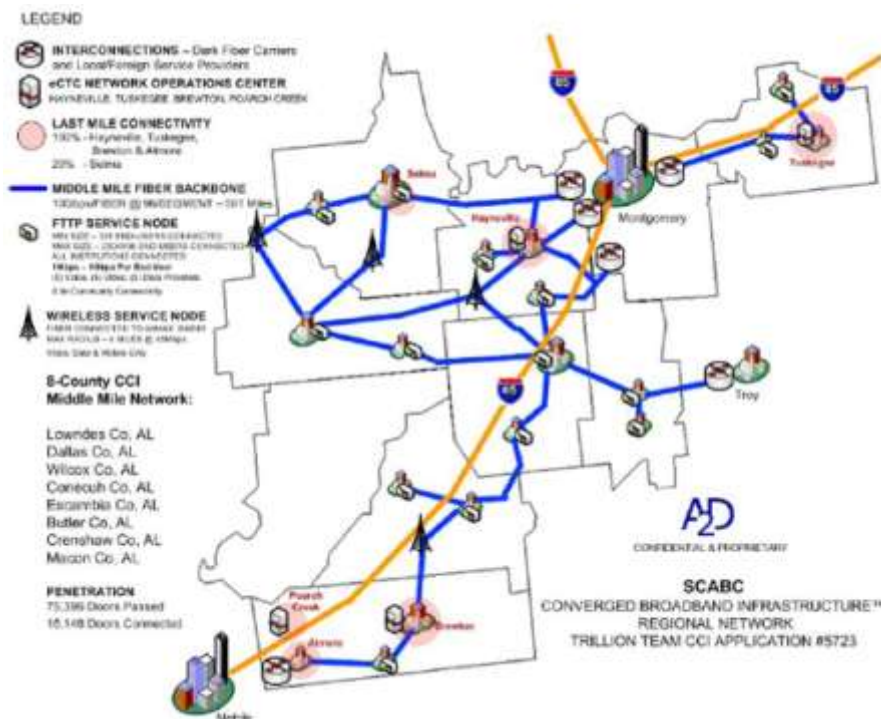 LEGEND
INTERCONNECTIONS – Dark Fiber Carriers
and Local/Foreign Service Providers
eCTC NETWORK OPERATIONS CENTER
HAYNEVILLE, TUSKEGEE, BREWTON, POARCH CREEK
LAST MILE CONNECTIVITY
100% - Hayneville, Tuskegee,
Brewton & Atmore
20% - Selma
MIDDLE MILE FIBER BACKBONE
FTTP SERVICE NODE
ALL INSTITUTIONS CONNECTED
WIRELESS SERVICE NODE
8-County CCI
Middle Mile Network:
Lowndes Co, AL
Dallas Co, AL
Wilcox Co, AL
Conecuh Co, AL
Escambia Co, AL
Butler Co, AL
Crenshaw Co, AL
Macon Co, AL
PENETRATION
Doors Passed
Doors Connected
85
65
Selma
Hayneville
Montgomery
Tuskegee
65
Troy
Poarch
Creek
Atmore
Brewton
Mobile
A2D
CONFIDENTIAL & PROPRIETARY
SCABC
CONVERGED BROADBAND INFRASTRUCTURE™
REGIONAL NETWORK
TRILLION TEAM CCI APPLICATION #5723